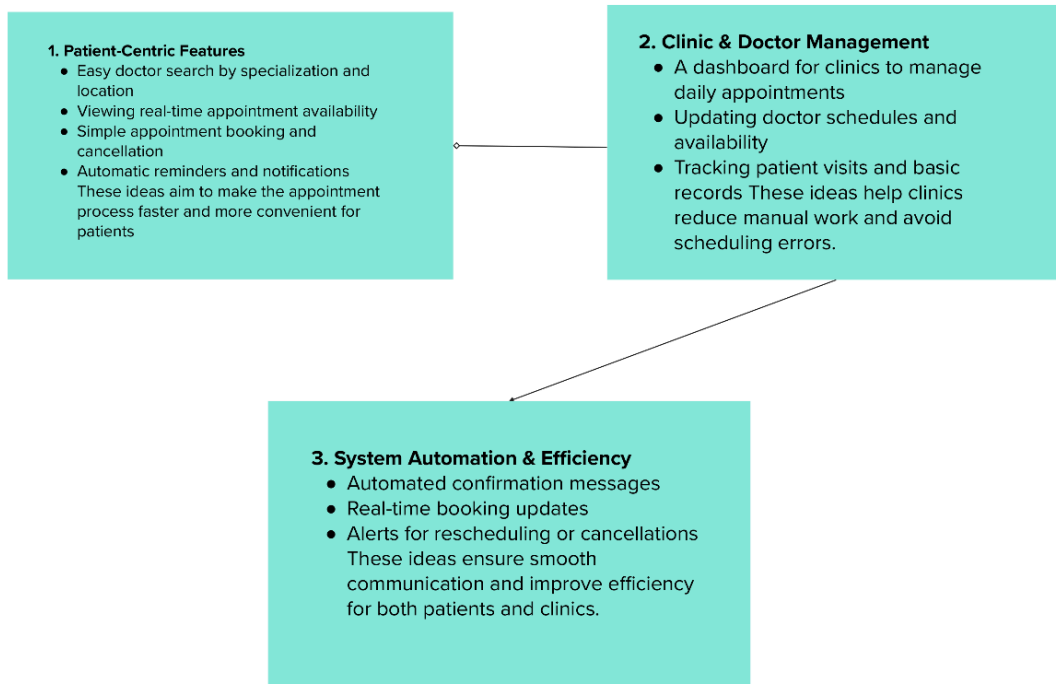 1. Patient-Centric Features
● Easy doctor search by specialization and
location
● Viewing real-time appointment availability
● Simple appointment booking and
cancellation
● Automatic reminders and notifications
These ideas aim to make the appointment
process faster and more convenient for
patients
2. Clinic & Doctor Management
● A dashboard for clinics to manage
daily appointments
● Updating doctor schedules and
availability
● Tracking patient visits and basic
records These ideas help clinics
reduce manual work and avoid
scheduling errors.
3. System Automation & Efficiency
● Automated confirmation messages
● Real-time booking updates
● Alerts for rescheduling or cancellations
These ideas ensure smooth
communication and improve efficiency
for both patients and clinics.